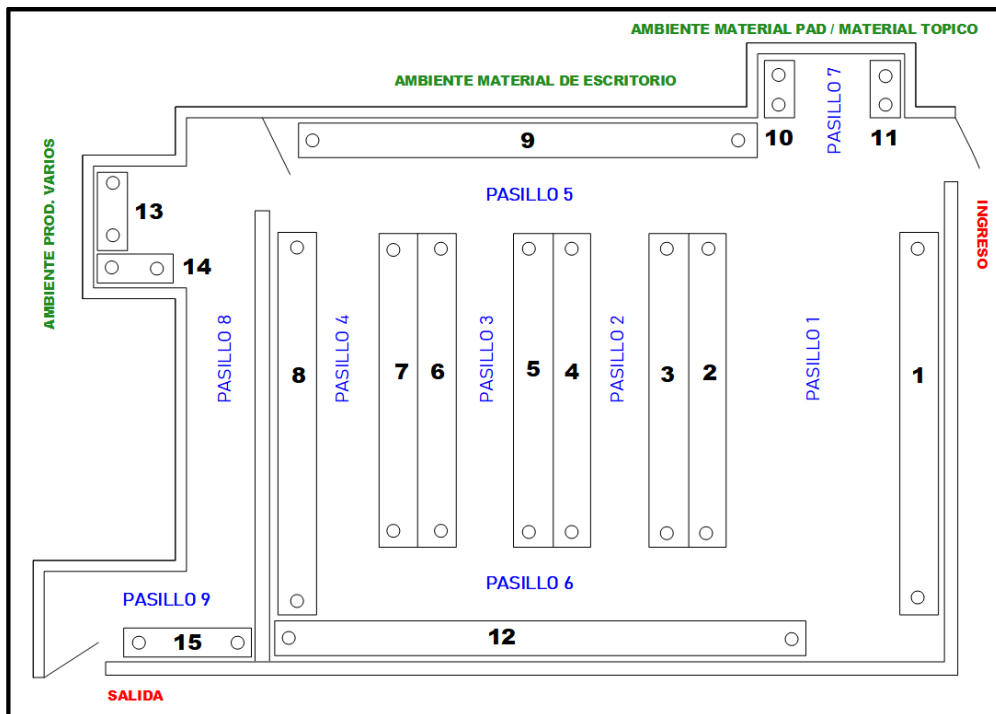 AMBIENTE MATERIAL PAD / MATERIAL TOPICO
AMBIENTE MATERIAL DE ESCRITORIO
PASILLO 7
9
10
11
PASILLO 5
13
INGRESO
AMBIENTE PROD. VARIOS
14
PASILLO 8
8
PASILLO 4
7
6
PASILLO 3
5
4
PASILLO 2
3
2
PASILLO 1
1
PASILLO 6
PASILLO 9
15
12
SALIDA